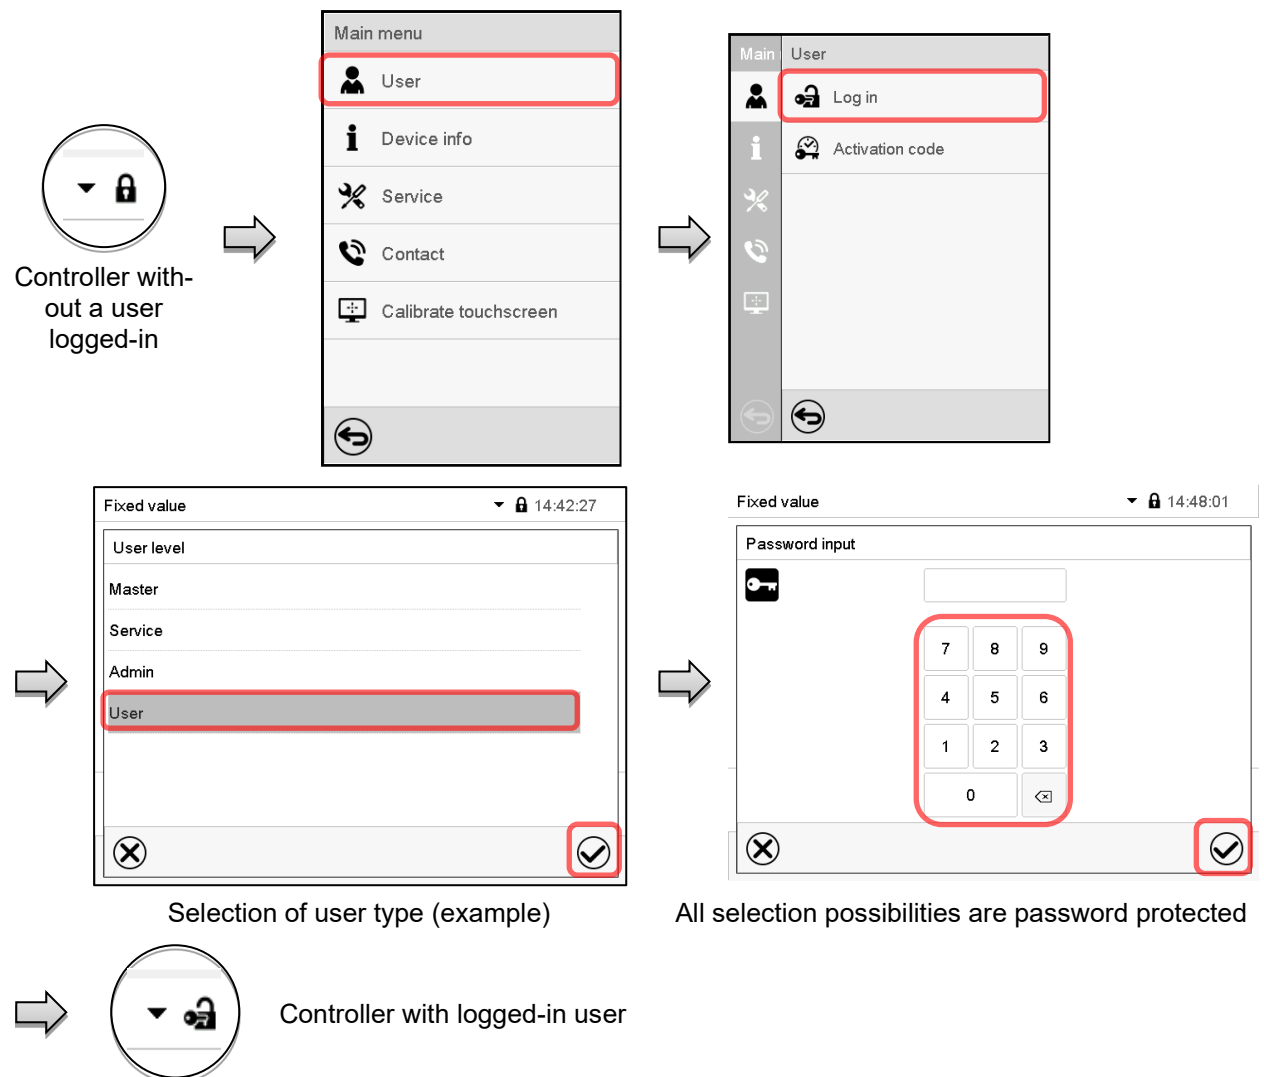 Main menu
User
Device info
Service
Contact
Calibrate touchscreen
Controller with-
out a user
logged-in
Main
User
Log in
Activation code
Fixed value
14:42:27
User level
Master
Service
Admin
User
Selection of user type (example)
Fixed value
14:48:01
Password input
7 8 9
4 5 6
1 2 3
0
All selection possibilities are password protected
Controller with logged-in user